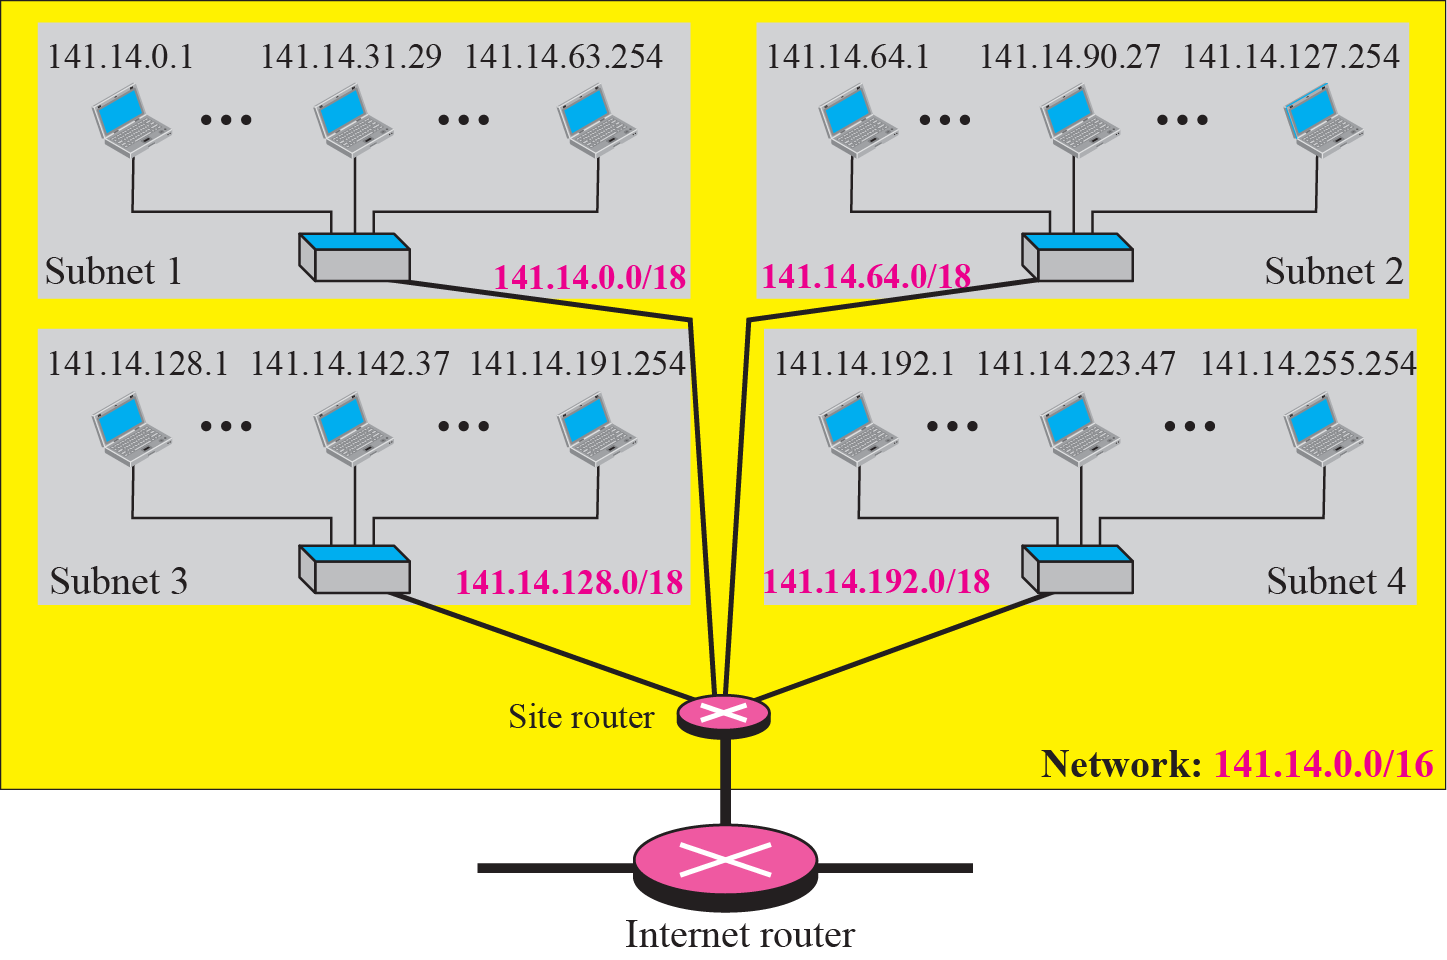 141.14.0.1 141.14.31.29 141.14.63.254
Subnet 1 141.14.0.0/18
141.14.64.1 141.14.90.27 141.14.127.254
141.14.64.0/18 Subnet 2
141.14.128.1 141.14.142.37 141.14.191.254
Subnet 3 141.14.128.0/18
141.14.192.1 141.14.223.47 141.14.255.254
141.14.192.0/18 Subnet 4
Site router
Network: 141.14.0.0/16
Internet router